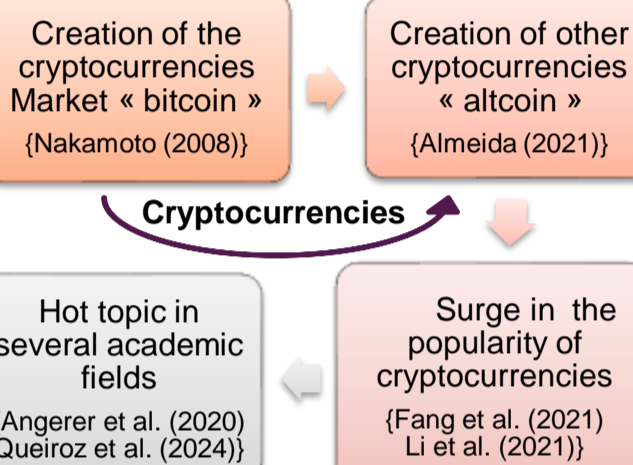 Creation of the
cryptocurrencies
Market « bitcoin »
{Nakamoto (2008)}
Creation of other
cryptocurrencies
« altcoin »
{Almeida (2021)}
Cryptocurrencies
Surge in the
popularity of
cryptocurrencies
{Fang et al. (2021)
Li et al. (2021)}
Hot topic in
several academic
fields
Angerer et al. (2020)
Queiroz et al. (2024)}